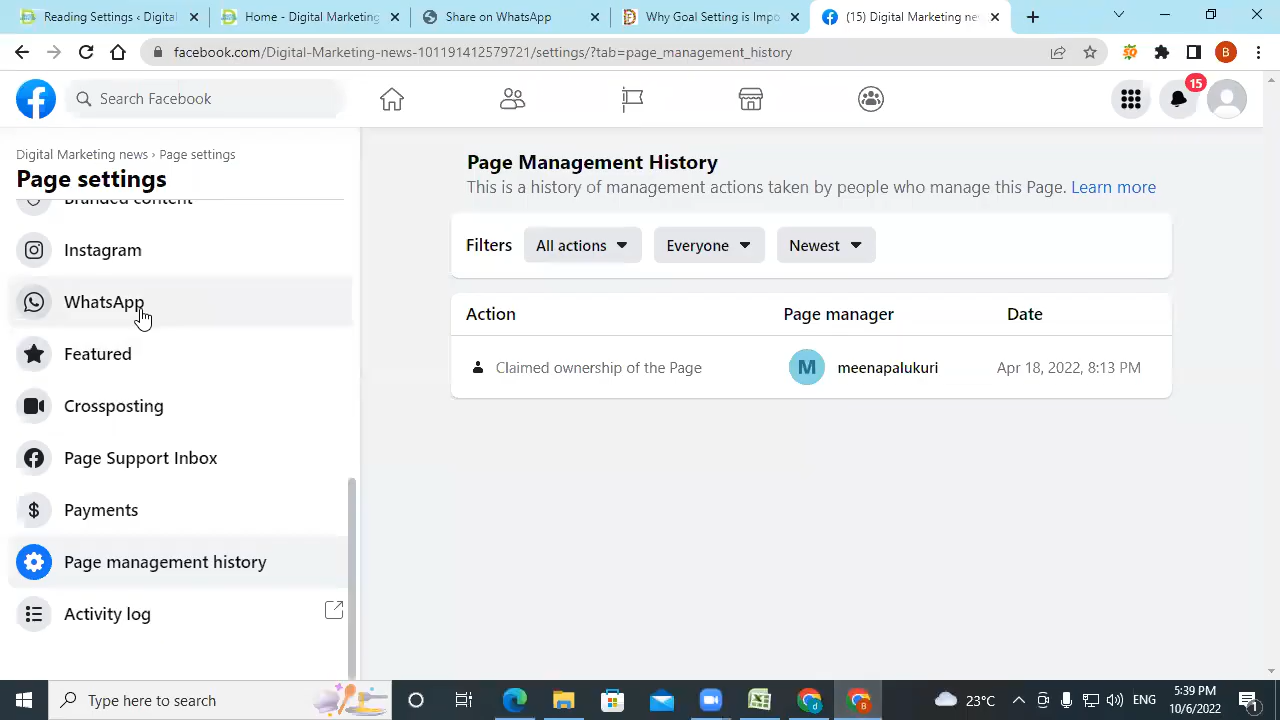 Reading Settings ‹ Digital
Home - Digital Marketing
Share on WhatsApp
Why Goal setting Impo
(15) Digital Marketing ne
facebook.com/Digital-Marketing-news-101191412579721/settings/?tab=page_management_history
B
Search Facebook
15
Digital Marketing news › Page settings
Page settings
Branded content
Instagram
WhatsApp
Featured
Crossposting
Page Support Inbox
Payments
Page management history
Activity log
Page Management History
This is a history of management actions taken by people who manage this Page. Learn more
Filters All actions Everyone Newest
Action Page manager Date
Claimed ownership of the Page M meenapalukuri Apr 18, 2022, 8:13 PM
Type here to search
23°C
ENG
5:39 PM
10/6/2022
1